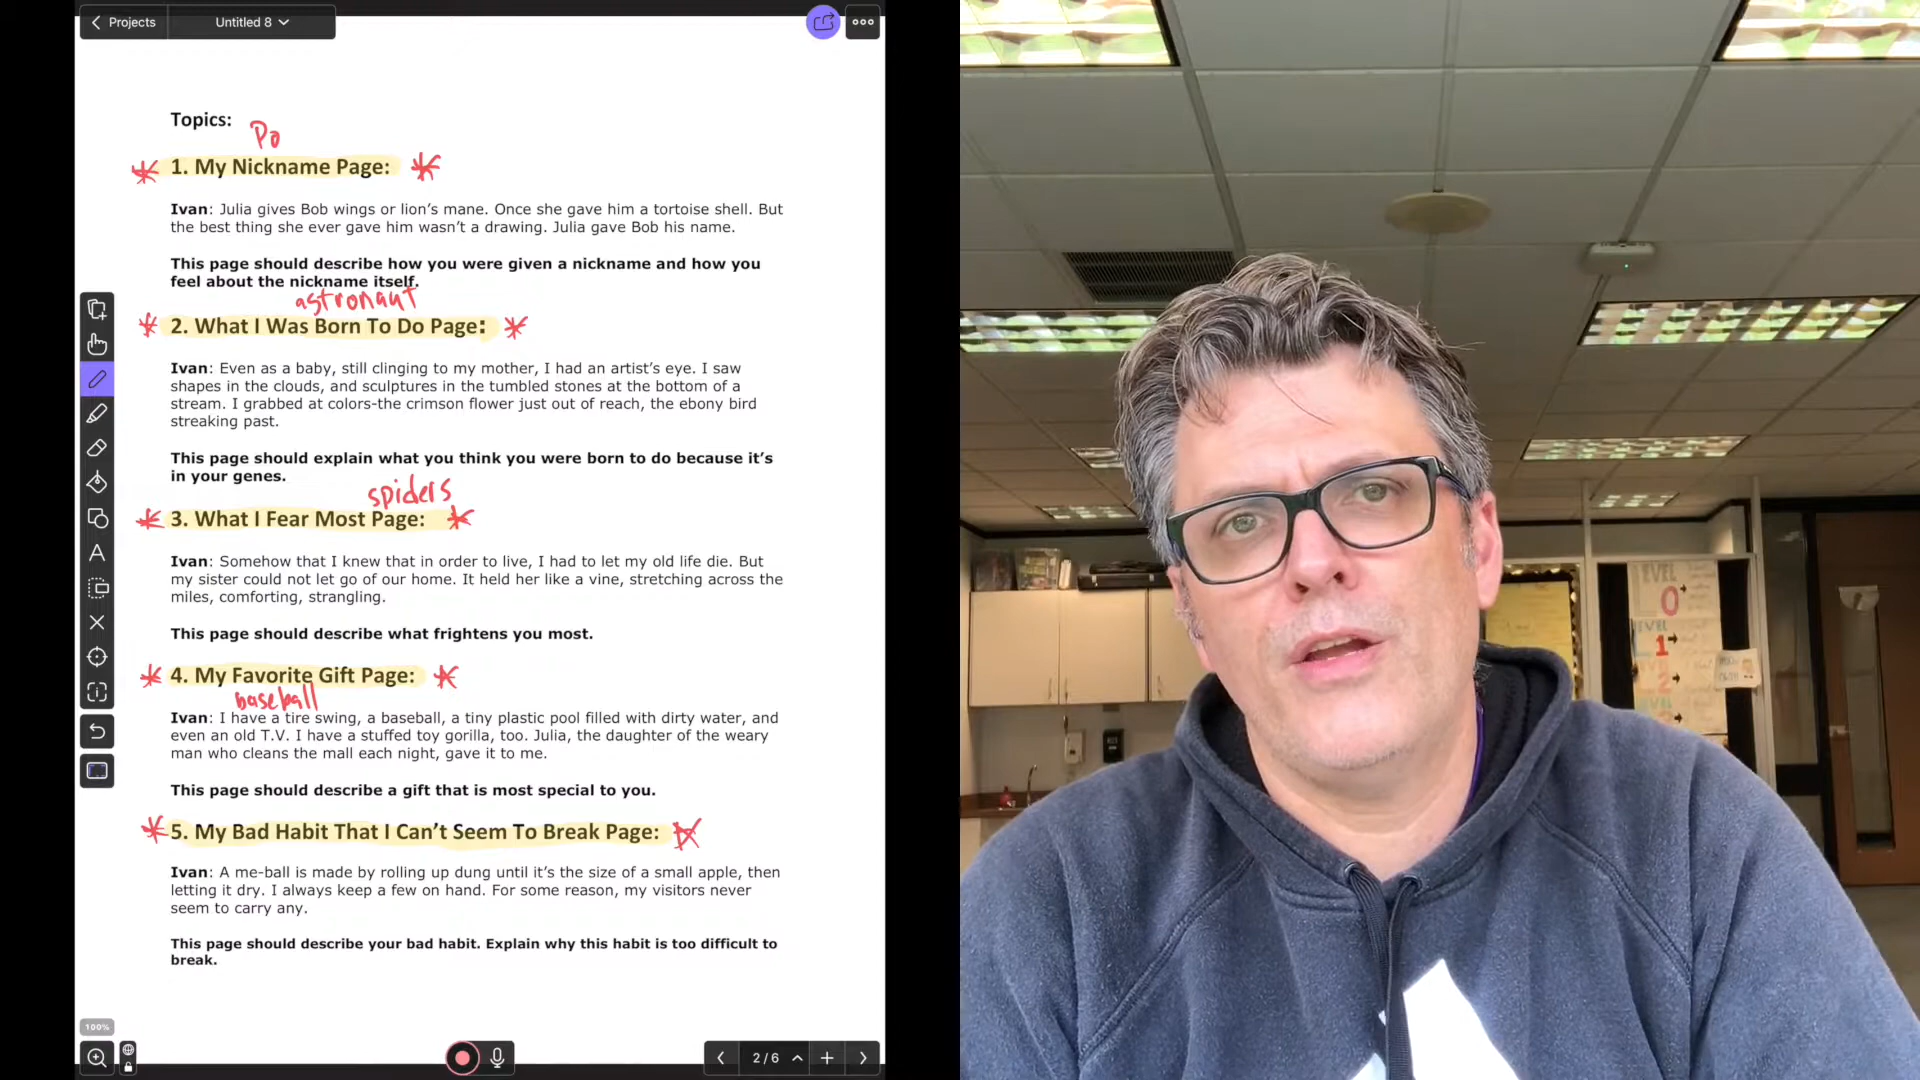 Projects
Untitled 8
Topics:
Po
1. My Nickname Page:
Ivan: Julia gives Bob wings or lion’s mane. Once she gave him a tortoise shell. But
the best thing she ever gave him wasn’t a drawing. Julia gave Bob his name.
This page should describe how you were given a nickname and how you
feel about the nickname itself.
astronaut
2. What I Was Born To Do Page:
Ivan: Even as a baby, still clinging to my mother, I had an artist’s eye. I saw
shapes in the clouds, and sculptures in the tumbled stones at the bottom of a
stream. I grabbed at colors-the crimson flower just out of reach, the ebony bird
streaking past.
This page should explain what you think you were born to do because it’s
in your genes.
spiders
3. What I Fear Most Page:
Ivan: Somehow that I knew that in order to live, I had to let my old life die. But
my sister could not let go of our home. It held her like a vine, stretching across the
miles, comforting, strangling.
This page should describe what frightens you most.
4. My Favorite Gift Page:
baseball
Ivan: I have a tire swing, a baseball, a tiny plastic pool filled with dirty water, and
even an old T.V. I have a stuffed toy gorilla, too. Julia, the daughter of the weary
man who cleans the mall each night, gave it to me.
This page should describe a gift that is most special to you.
5. My Bad Habit That I Can’t Seem To Break Page:
Ivan: A me-ball is made by rolling up dung until it’s the size of a small apple, then
letting it dry. I always keep a few on hand. For some reason, my visitors never
seem to carry any.
This page should describe your bad habit. Explain why this habit is too difficult to
break.
100%
2/6
LEVEL
0
LEVEL
1
2